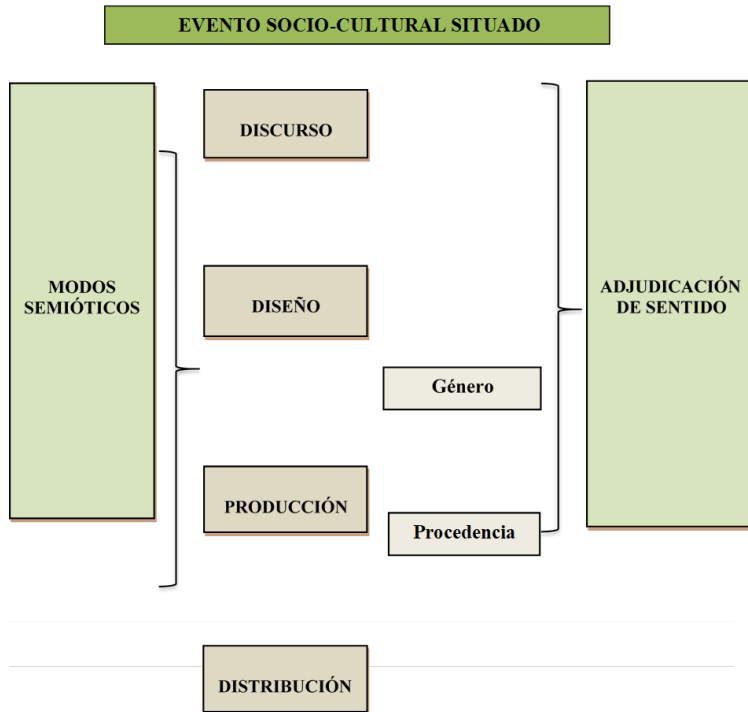 EVENTO SOCIO-CULTURAL SITUADO
DISCURSO
MODOS
SEMIÓTICOS
DISEÑO
ADJUDICACIÓN
DE SENTIDO
Género
PRODUCCIÓN
Procedencia
DISTRIBUCIÓN